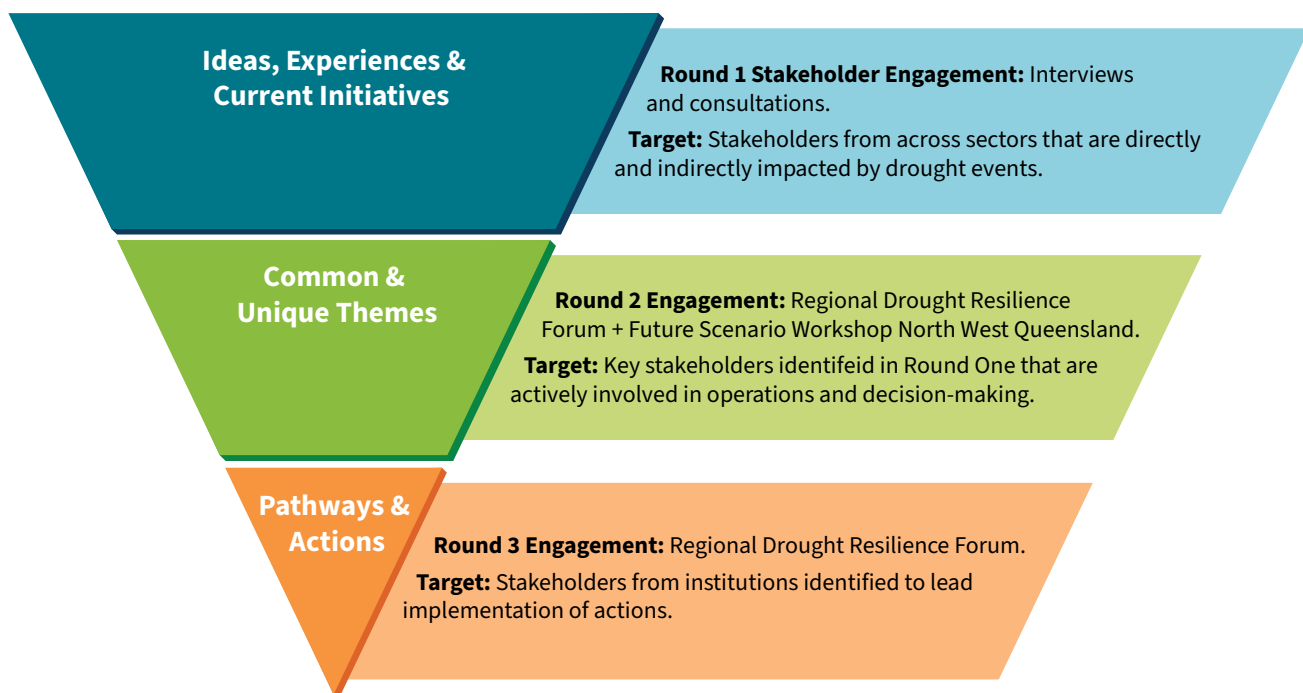 Ideas, Experiences &
Current Initiatives
Round 1 Stakeholder Engagement: Interviews
and consultations.
Target: Stakeholders from across sectors that are directly
and indirectly impacted by drought events.
Common &
Unique Themes
Round 2 Engagement: Regional Drought Resilience
Forum + Future Scenario Workshop North West Queensland.
Target: Key stakeholders identifeid in Round One that are
actively involved in operations and decision-making.
Pathways &
Actions
Round 3 Engagement: Regional Drought Resilience Forum.
Target: Stakeholders from institutions identified to lead
implementation of actions.